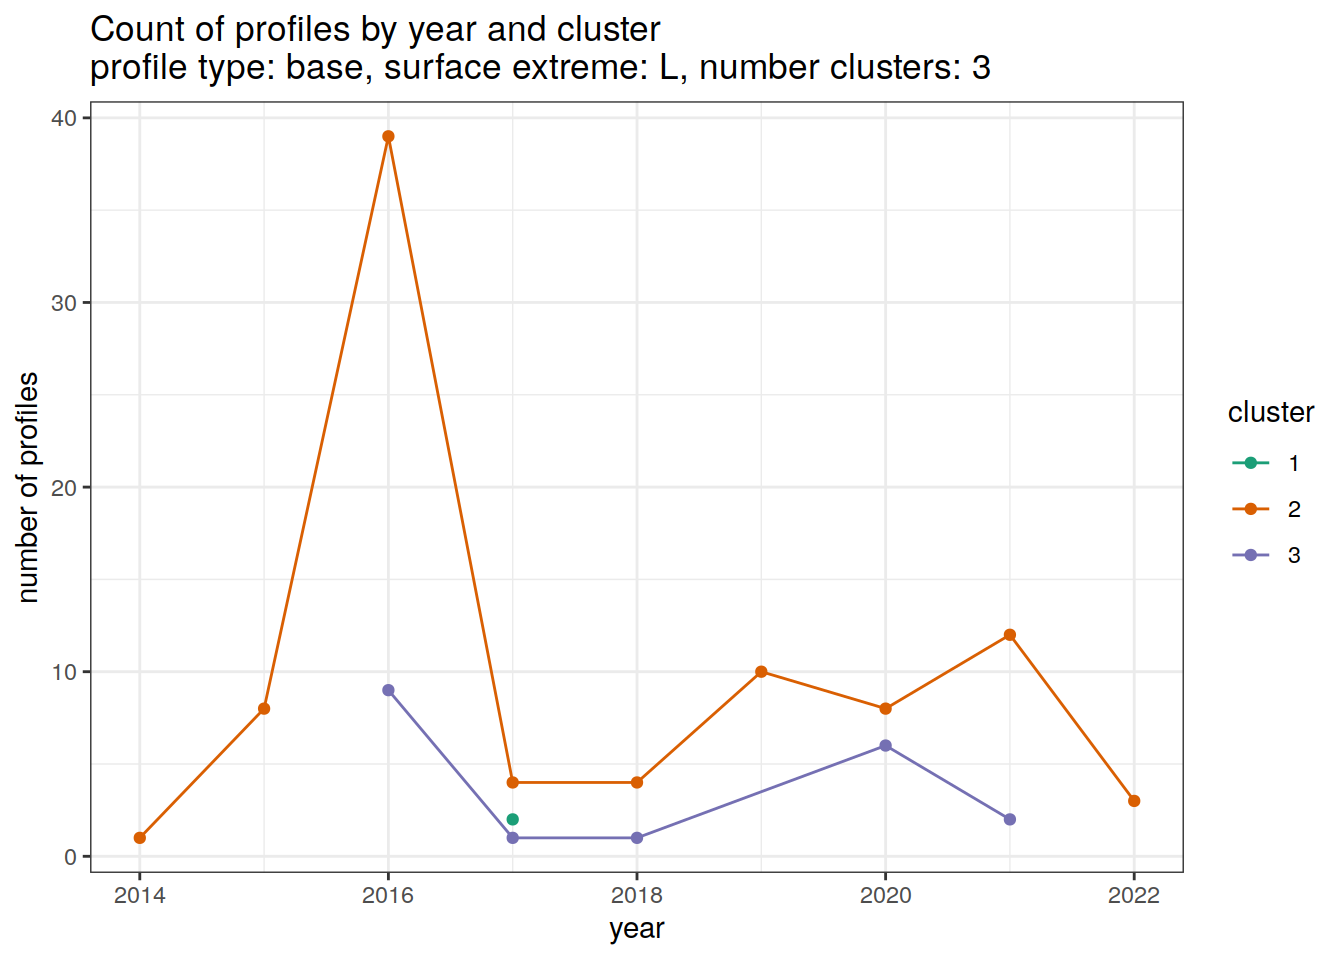 Count of profiles by year and cluster
profile type: base, surface extreme: L, number clusters: 3
40
30
20
10
0
number of profiles
2014
2016
2018
2020
2022
year
cluster
1
2
3